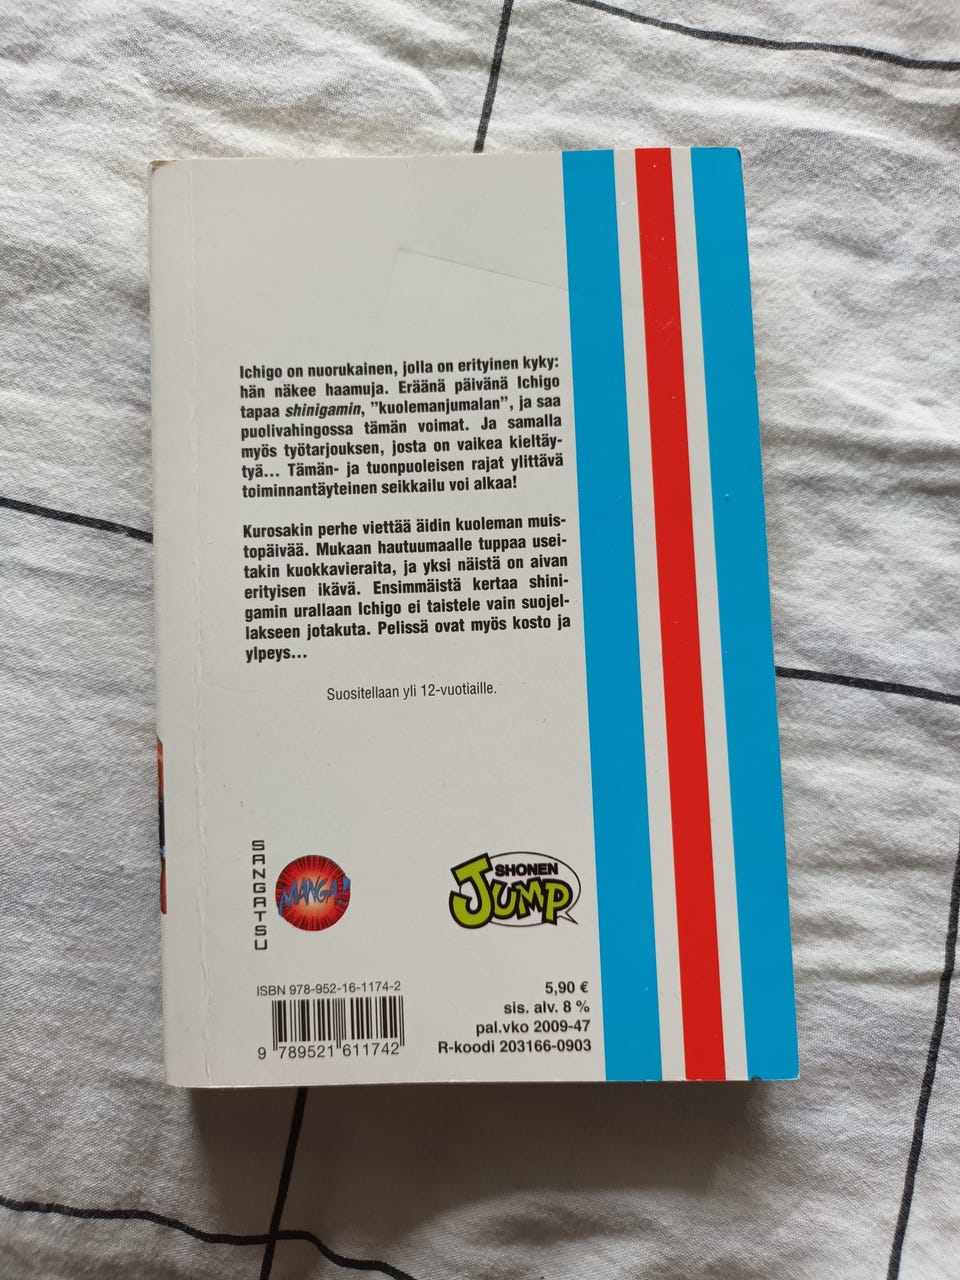 Ichigo on nuorukainen, jolla on erityinen kyky:
hän näkee haamuja. Eräänä päivänä Ichigo
tapaa shinigamin, ”kuolemanjumalan”, ja saa
puolivahingossa tämän voimat. Ja samalla
myös työtarjouksen, josta on vaikea kieltäy-
tyä... Tämän- ja tuonpuoleisen rajat ylittävä
toiminnantäyteinen seikkailu voi alkaa!
Kurosakin perhe viettää äidin kuoleman muis-
topäivää. Mukaan hautuumaalle tuppaa usei-
takin kuokkavieraita, ja yksi näistä on aivan
erityisen ikävä. Ensimmäistä kertaa shini-
gamin urallaan Ichigo ei taistele vain suojel-
lakseen jotakuta. Pelissä ovat myös kosto ja
ylpeys...
Suositellaan yli 12-vuotiaille.
SANGATSU
MANGA!
SHONEN
JUMP
ISBN 978-952-16-1174-2
9 789521 611742
5,90 €
sis. alv. 8 %
pal.vko 2009-47
R-koodi 203166-0903